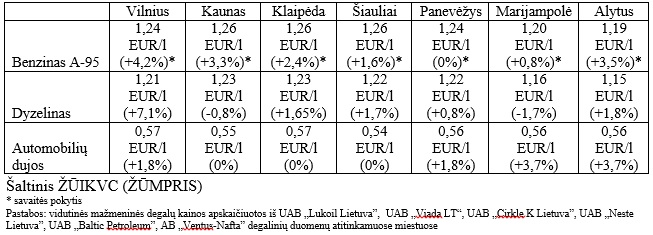 Vilnius Kaunas Klaipėda Šiauliai Panevėžys Marijampolė Alytus
1,24 1,26 1,26 1,26 1,24 1,20 1,19
EUR/l EUR/l EUR/l EUR/l EUR/l EUR/l EUR/l
Benzinas A-95 (+4,2%)* (+3,3%)* (+2,4%)* (+1,6%)* (0%)* (+0,8%)* (+3,5%)*
1,21 1,23 1,23 1,22 1,22 1,16 1,15
EUR/l EUR/l EUR/l EUR/l EUR/l EUR/l EUR/l
Dyzelinas (+7,1%) (-0,8%) (+1,65%) (+1,7%) (+0,8%) (-1,7%) (+1,8%)
0,57 0,55 0,57 0,54 0,56 0,56 0,56
Automobilių EUR/l EUR/l EUR/l EUR/l EUR/l EUR/l EUR/l
dujos (+1,8%) (0%) (0%) (0%) (+1,8%) (+3,7%) (+3,7%)
Šaltinis ŽŪIKVC (ŽŪMPRIS)
* savaitės pokytis
Pastabos: vidutinės mažmeninės degalų kainos apskaičiuotos iš UAB „Lukoil Lietuva”, UAB „Viada LT“, UAB „Cirkle K Lietuva”, UAB „Neste
Lietuva”, UAB „Baltic Petroleum”, AB „Ventus-Nafta” degalinių duomenų atitinkamuose miestuose